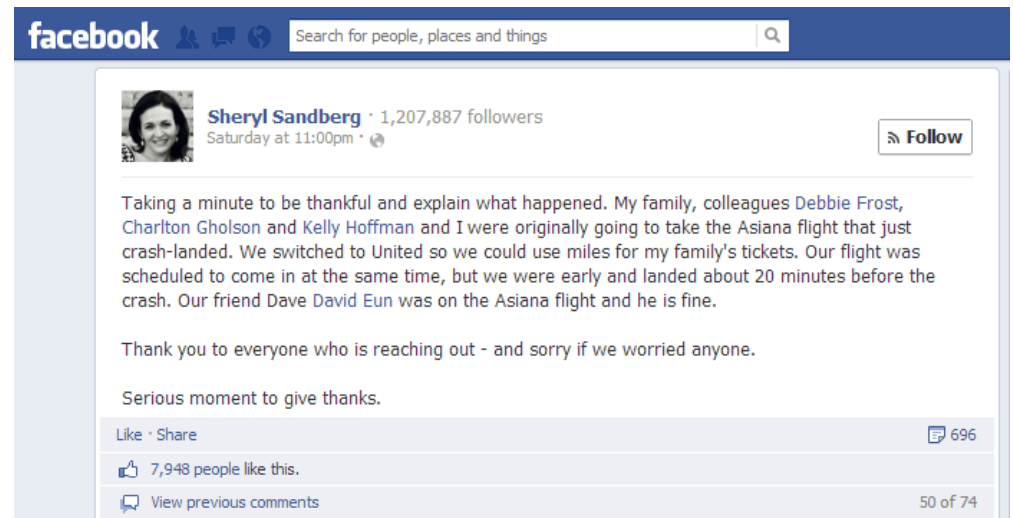 facebook Search for people, places and things
Sheryl Sandberg · 1,207,887 followers
Saturday at 11:00pm ·
Follow
Taking a minute to be thankful and explain what happened. My family, colleagues Debbie Frost,
Charlton Gholson and Kelly Hoffman and I were originally going to take the Asiana flight that just
crash-landed. We switched to United so we could use miles for my family's tickets. Our flight was
scheduled to come in at the same time, but we were early and landed about 20 minutes before the
crash. Our friend Dave David Eun was on the Asiana flight and he is fine.
Thank you to everyone who is reaching out - and sorry if we worried anyone.
Serious moment to give thanks.
Like · Share 696
7,948 people like this.
View previous comments 50 of 74